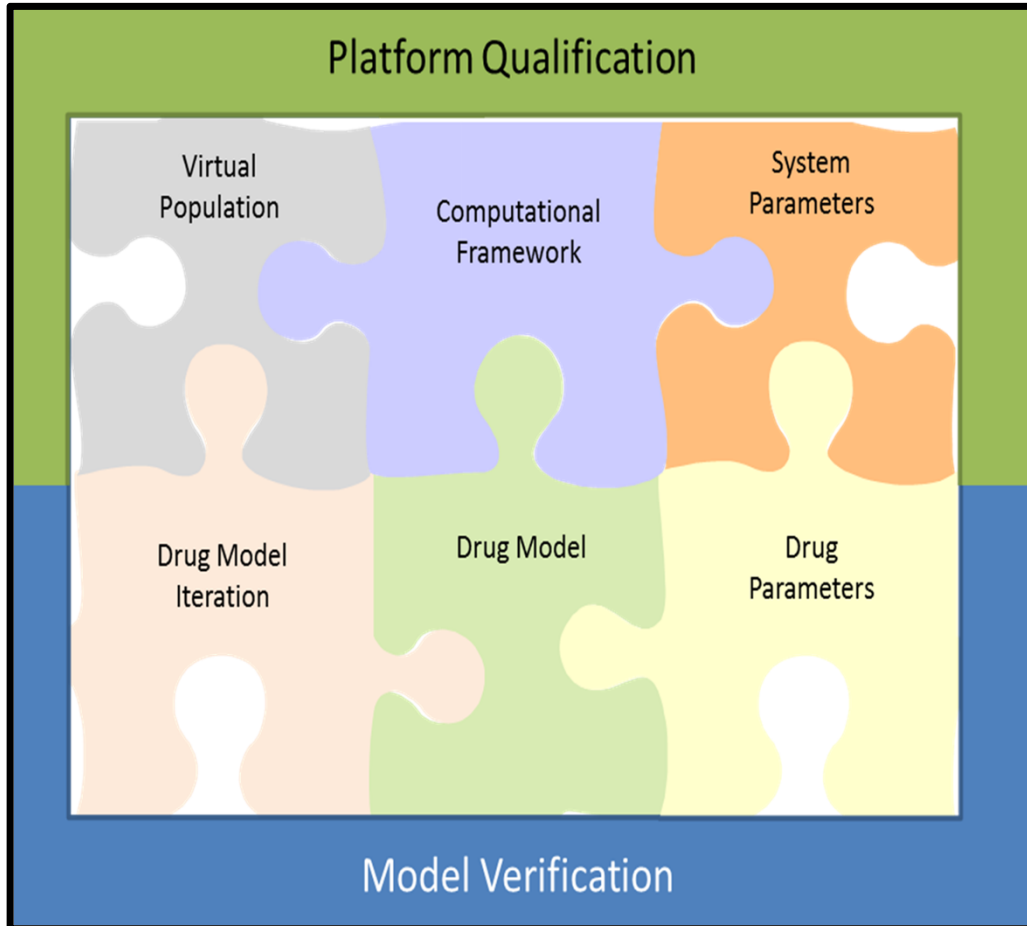 Platform Qualification
Virtual
Population
Computational
Framework
System
Parameters
Drug Model
Iteration
Drug Model
Drug
Parameters
Model Verification